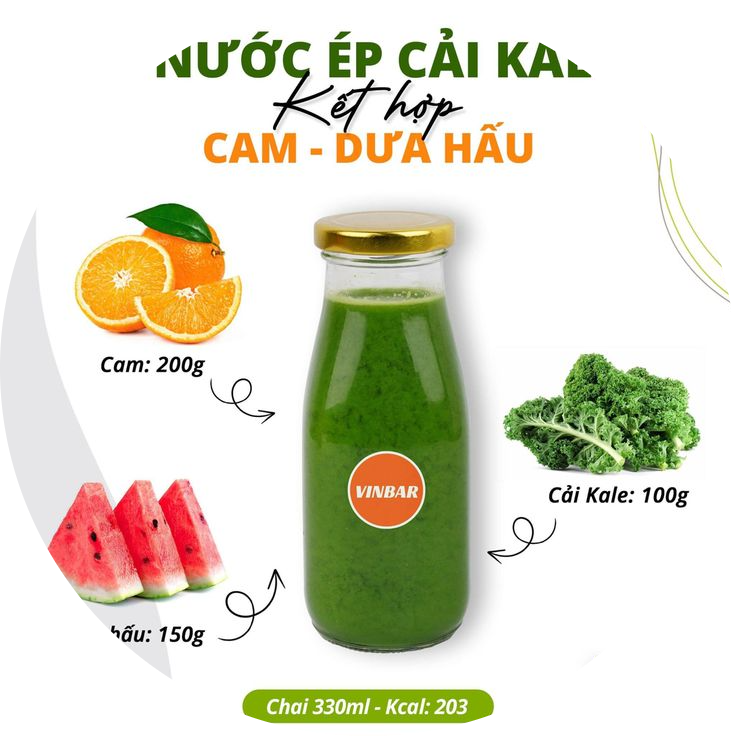 NƯỚC ÉP CẢI KALE
Kết hợp
CAM - DƯA HẤU
Cam: 200g
Cải Kale: 100g
VINBAR
hấu: 150g
Chai 330ml - Kcal: 203